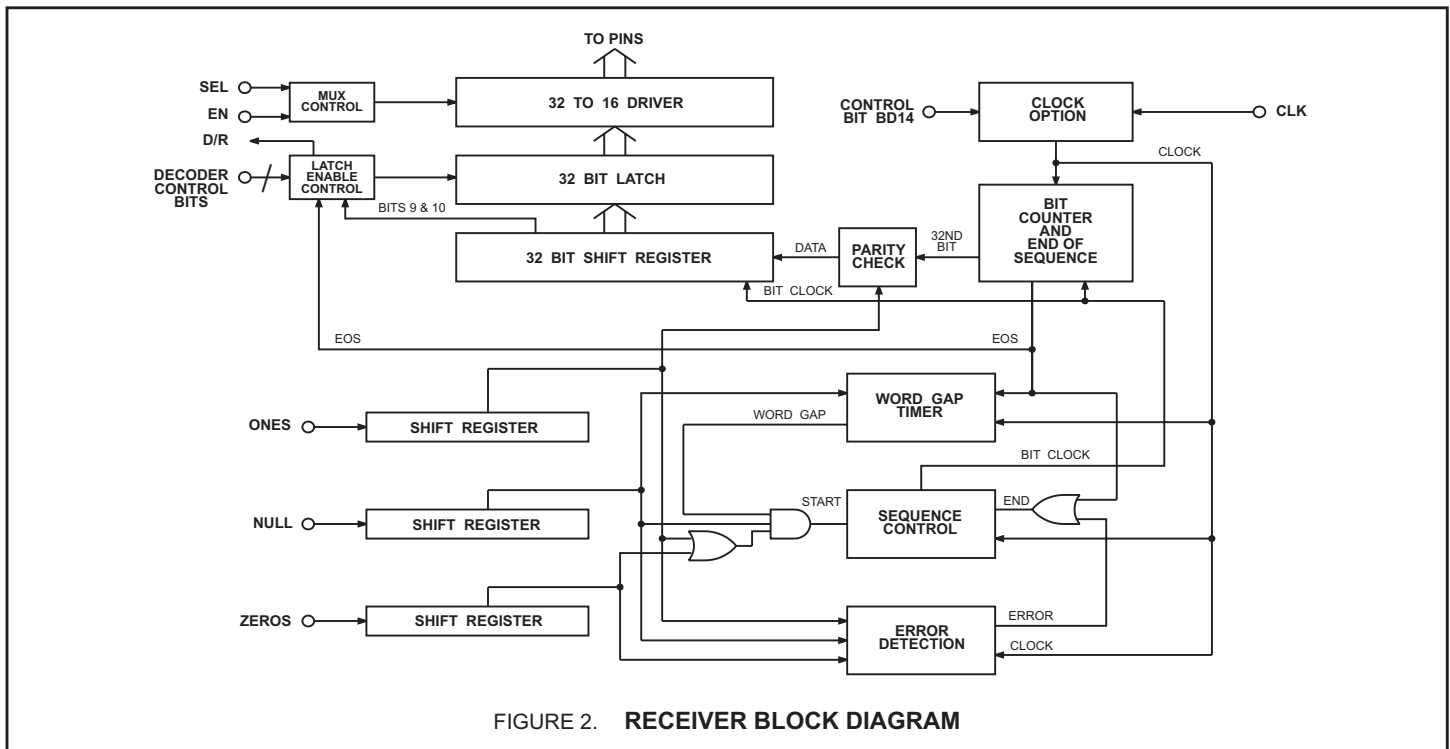 TO PINS
SEL
EN
MUX
CONTROL
32 TO 16 DRIVER
CONTROL
BIT BD14
CLOCK
OPTION
CLK
D/R
CLOCK
DECODER
CONTROL
BITS
LATCH
ENABLE
CONTROL
32 BIT LATCH
BITS 9 & 10
BIT
COUNTER
AND
END OF
SEQUENCE
32 BIT SHIFT REGISTER
DATA
PARITY
CHECK
32ND
BIT
BIT CLOCK
EOS
EOS
WORD GAP
TIMER
ONES
SHIFT REGISTER
WORD GAP
BIT CLOCK
NULL
SHIFT REGISTER
START
SEQUENCE
CONTROL
END
ZEROS
SHIFT REGISTER
ERROR
DETECTION
ERROR
CLOCK
FIGURE 2. RECEIVER BLOCK DIAGRAM